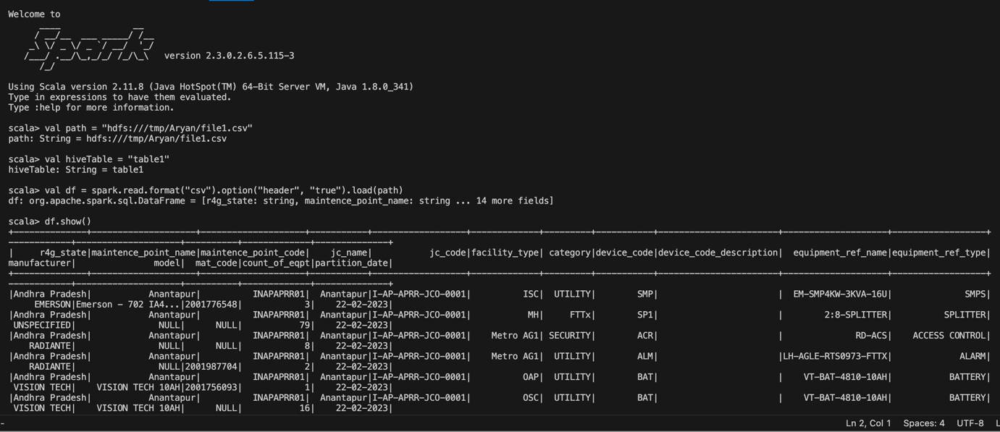 Welcome to
      ____              __
     / __/__  ___ _____/ /__
    _\ \/ _ \/ _ `/ __/  '_/
   /___/ .__/\_,_/_/ /_/\_\   version 2.3.0.2.6.5.115-3
      /_/
Using Scala version 2.11.8 (Java HotSpot(TM) 64-Bit Server VM, Java 1.8.0_341)
Type in expressions to have them evaluated.
Type :help for more information.
scala> val path = "hdfs:///tmp/Aryan/file1.csv"
path: String = hdfs:///tmp/Aryan/file1.csv
scala> val hiveTable = "table1"
hiveTable: String = table1
scala> val df = spark.read.format("csv").option("header", "true").load(path)
df: org.apache.spark.sql.DataFrame = [r4g_state: string, maintence_point_name: string ... 14 more fields]
scala> df.show()
+--------------+--------------------+--------------------+-----------+------------------+-------------+---------+-----------+-----------------------+--------------------+------------------+
------------+--------------------+----------+-------------+--------------+
|     r4g_state|maintence_point_name|maintence_point_code|    jc_name|           jc_code|facility_type| category|device_code|device_code_description|  equipment_ref_name|equipment_ref_type|
manufacturer|               model|  mat_code|count_of_eqpt|partition_date|
+--------------+--------------------+--------------------+-----------+------------------+-------------+---------+-----------+-----------------------+--------------------+------------------+
------------+--------------------+----------+-------------+--------------+
|Andhra Pradesh|           Anantapur|          INAPAPRR01|  Anantapur|I-AP-APRR-JCO-0001|          ISC|  UTILITY|        SMP|                       |  EM-SMP4KW-3KVA-16U|              SMPS|
     EMERSON|Emerson - 702 IA4...|2001776548|            3|    22-02-2023|
|Andhra Pradesh|           Anantapur|          INAPAPRR01|  Anantapur|I-AP-APRR-JCO-0001|           MH|     FTTx|        SP1|                       |        2:8-SPLITTER|          SPLITTER|
 UNSPECIFIED|                NULL|      NULL|           79|    22-02-2023|
|Andhra Pradesh|           Anantapur|          INAPAPRR01|  Anantapur|I-AP-APRR-JCO-0001|    Metro AG1| SECURITY|        ACR|                       |              RD-ACS|    ACCESS CONTROL|
    RADIANTE|                NULL|      NULL|            8|    22-02-2023|
|Andhra Pradesh|           Anantapur|          INAPAPRR01|  Anantapur|I-AP-APRR-JCO-0001|    Metro AG1|  UTILITY|        ALM|                       |LH-AGLE-RTS0973-FTTX|             ALARM|
    RADIANTE|                NULL|2001987704|            2|    22-02-2023|
|Andhra Pradesh|           Anantapur|          INAPAPRR01|  Anantapur|I-AP-APRR-JCO-0001|          OAP|  UTILITY|        BAT|                       |    VT-BAT-4810-10AH|           BATTERY|
 VISION TECH|    VISION TECH 10AH|2001756093|            1|    22-02-2023|
|Andhra Pradesh|           Anantapur|          INAPAPRR01|  Anantapur|I-AP-APRR-JCO-0001|          OSC|  UTILITY|        BAT|                       |    VT-BAT-4810-10AH|           BATTERY|
 VISION TECH|    VISION TECH 10AH|      NULL|           16|    22-02-2023|
Ln 2, Col 1 Spaces: 4 UTF-8 L